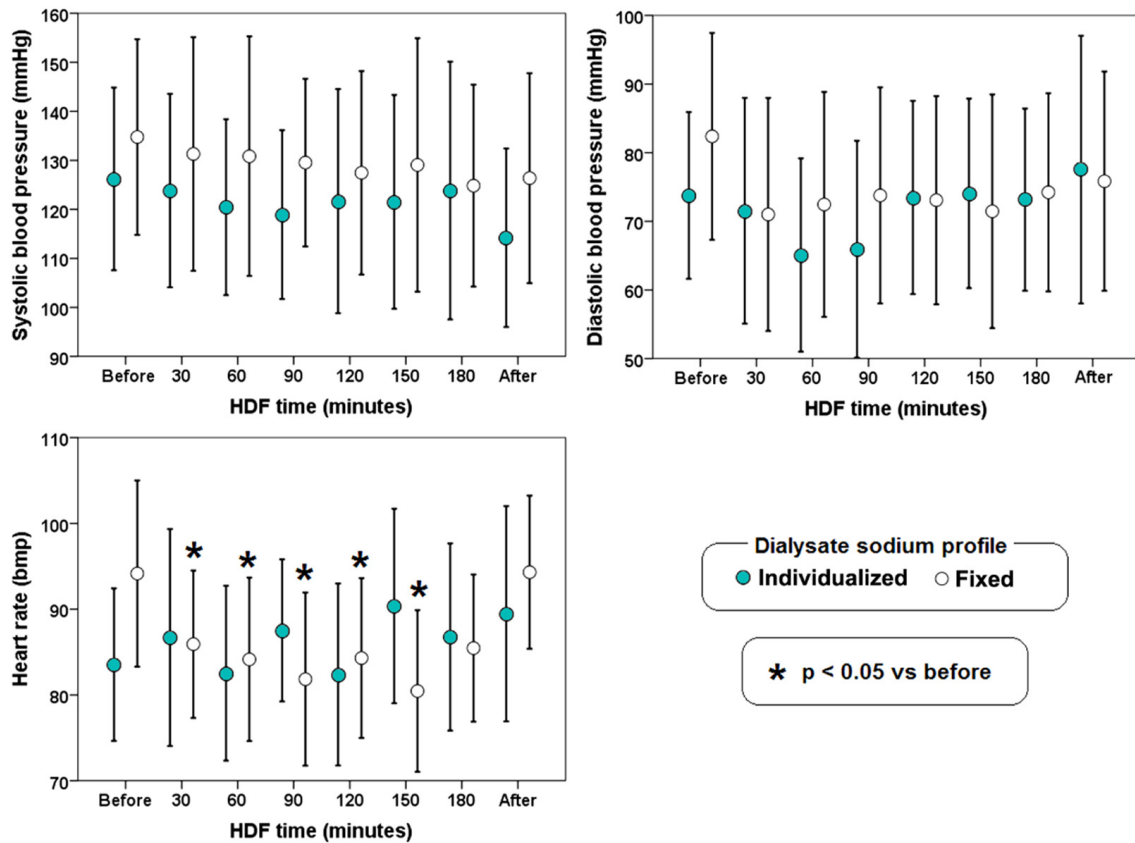 Systolic blood pressure (mmHg)
160
150
140
130
120
110
100
90
Before 30 60 90 120 150 180 After
HDF time (minutes)
Diastolic blood pressure (mmHg)
100
90
80
70
60
50
Before 30 60 90 120 150 180 After
HDF time (minutes)
Heart rate (bmp)
110
100
90
80
70
* * * * *
Before 30 60 90 120 150 180 After
HDF time (minutes)
Dialysate sodium profile
Individualized Fixed
* p < 0.05 vs before